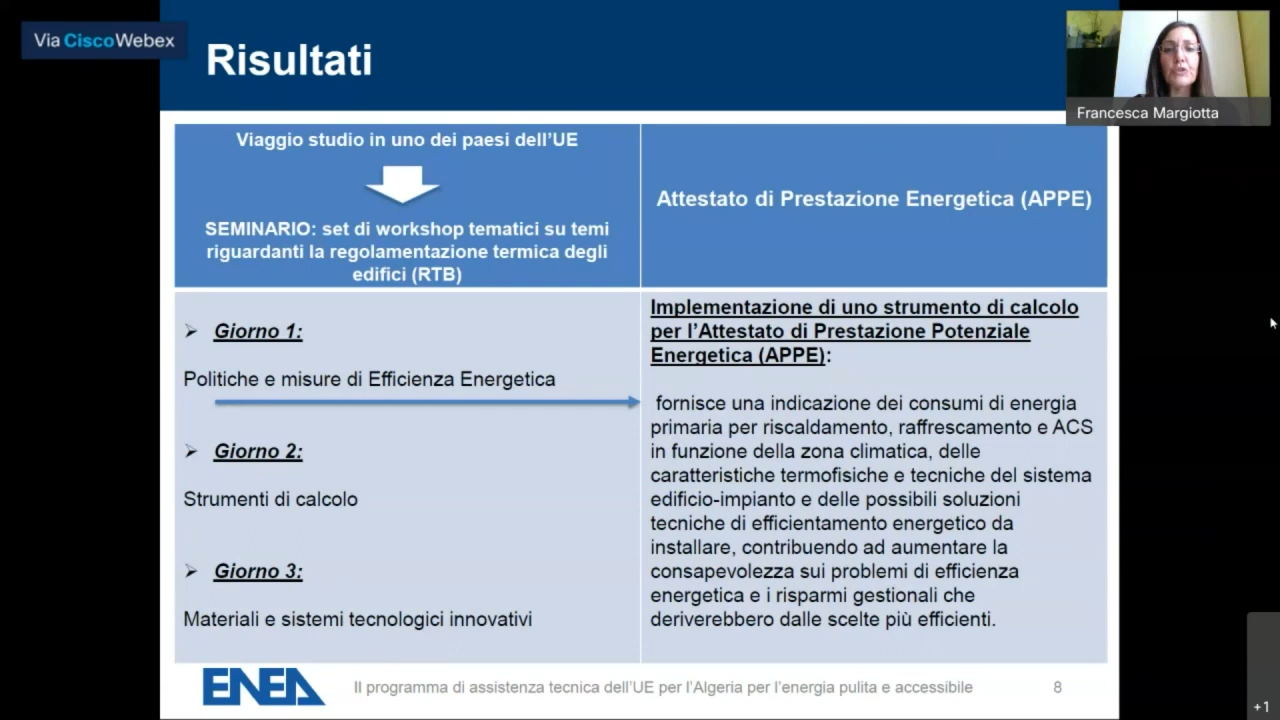 Via Cisco Webex
Risultati
Francesca Margiotta
Viaggio studio in uno dei paesi dell'UE
SEMINARIO: set di workshop tematici su temi
riguardanti la regolamentazione termica degli
edifici (RTB)
Attestato di Prestazione Energetica (APPE)
Giorno 1:
Politiche e misure di Efficienza Energetica
Giorno 2:
Strumenti di calcolo
Giorno 3:
Materiali e sistemi tecnologici innovativi
Implementazione di uno strumento di calcolo
per l'Attestato di Prestazione Potenziale
Energetica (APPE):
fornisce una indicazione dei consumi di energia
primaria per riscaldamento, raffrescamento e ACS
in funzione della zona climatica, delle
caratteristiche termofisiche e tecniche del sistema
edificio-impianto e delle possibili soluzioni
tecniche di efficientamento energetico da
installare, contribuendo ad aumentare la
consapevolezza sui problemi di efficienza
energetica e i risparmi gestionali che
deriverebbero dalle scelte più efficienti.
ENEA
Il programma di assistenza tecnica dell'UE per l'Algeria per l'energia pulita e accessibile
8
+1